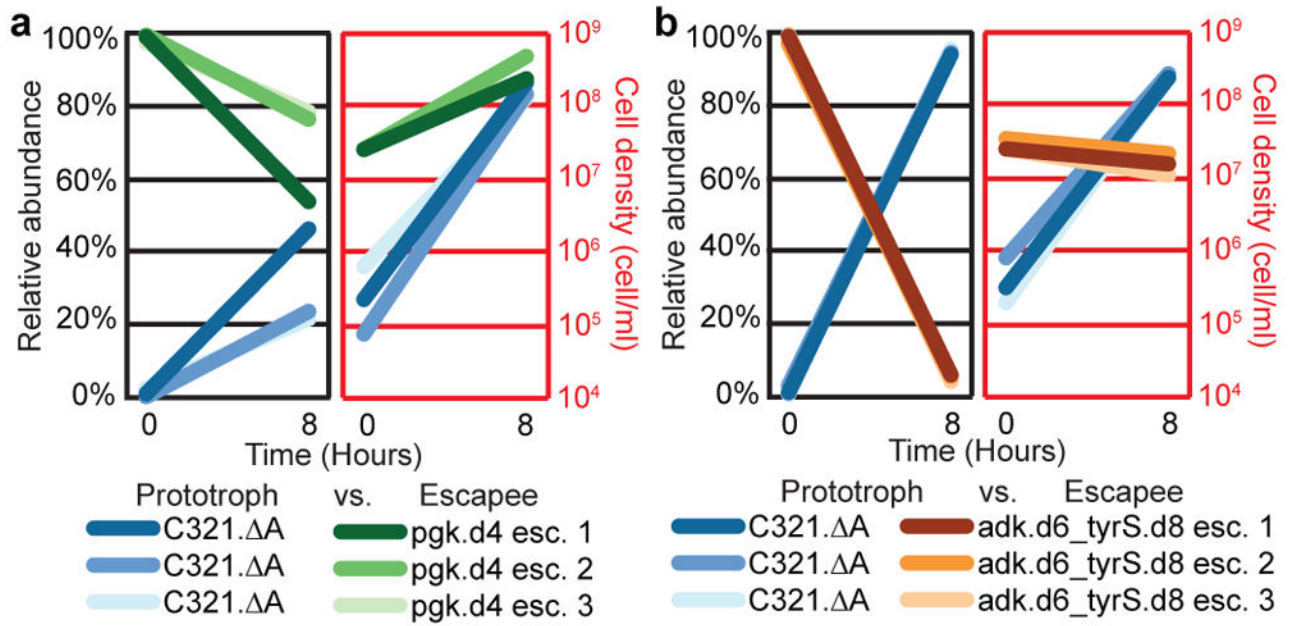 a
100%
80%
60%
40%
20%
0%
Relative abundance
10⁹
10⁸
10⁷
10⁶
10⁵
10⁴
Cell density (cell/ml)
0 8 0 8
Time (Hours)
Prototroph vs. Escapee
C321.ΔA pgk.d4 esc. 1
C321.ΔA pgk.d4 esc. 2
C321.ΔA pgk.d4 esc. 3
b
100%
80%
60%
40%
20%
0%
Relative abundance
10⁹
10⁸
10⁷
10⁶
10⁵
10⁴
Cell density (cell/ml)
0 8 0 8
Time (Hours)
Prototroph vs. Escapee
C321.ΔA adk.d6_tyrS.d8 esc. 1
C321.ΔA adk.d6_tyrS.d8 esc. 2
C321.ΔA adk.d6_tyrS.d8 esc. 3